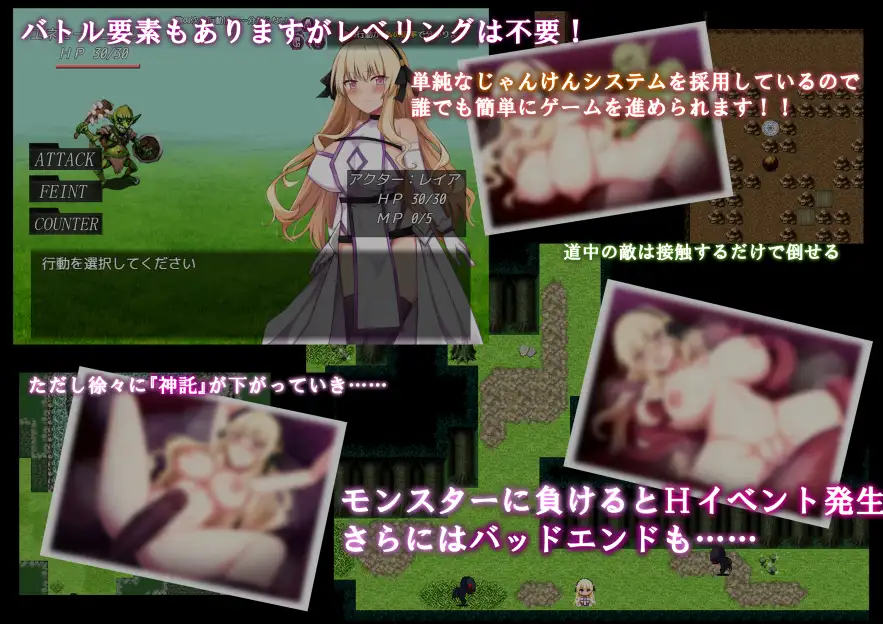 バトル要素もありますがレベリングは不要！
HP 30/30
単純なじゃんけんシステムを採用しているので
誰でも簡単にゲームを進められます！！
ATTACK
FEINT
COUNTER
アクター：レイア
HP 30/30
MP 0/5
行動を選択してください
道中の敵は接触するだけで倒せる
ただし徐々に『神託』が下がっていき……
モンスターに負けるとHイベント発生
さらにはバッドエンドも……